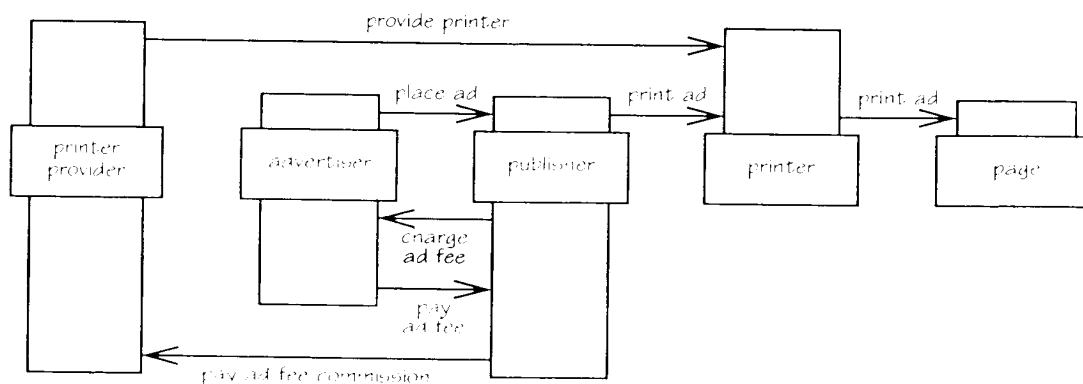 provide printer
place ad
print ad
print ad
printer
provider
advertiser
publisher
printer
page
charge
ad fee
pay
ad fee
pay ad fee commission